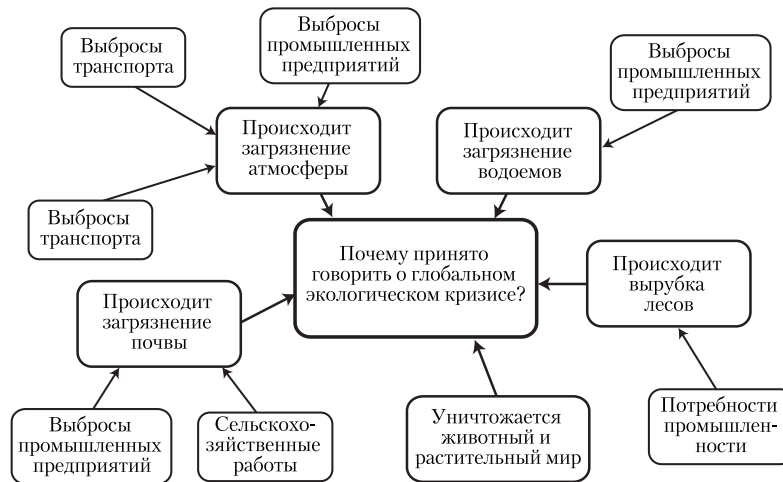 Выбросы
транспорта
Выбросы
промышленных
предприятий
Выбросы
промышленных
предприятий
Происходит
загрязнение
атмосферы
Происходит
загрязнение
водоемов
Выбросы
транспорта
Почему принято
говорить о глобальном
экологическом кризисе?
Происходит
вырубка
лесов
Происходит
загрязнение
почвы
Выбросы
промышленных
предприятий
Сельскохо-
зяйственные
работы
Уничтожается
животный и
растительный мир
Потребности
промышлен-
ности